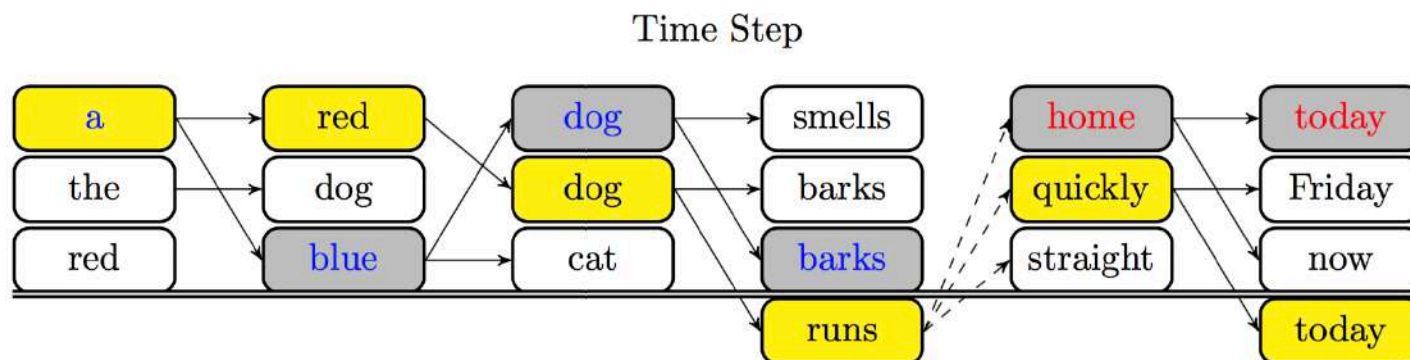 Time Step
a red dog smells home today
the dog dog barks quickly Friday
red blue cat barks straight now
runs today